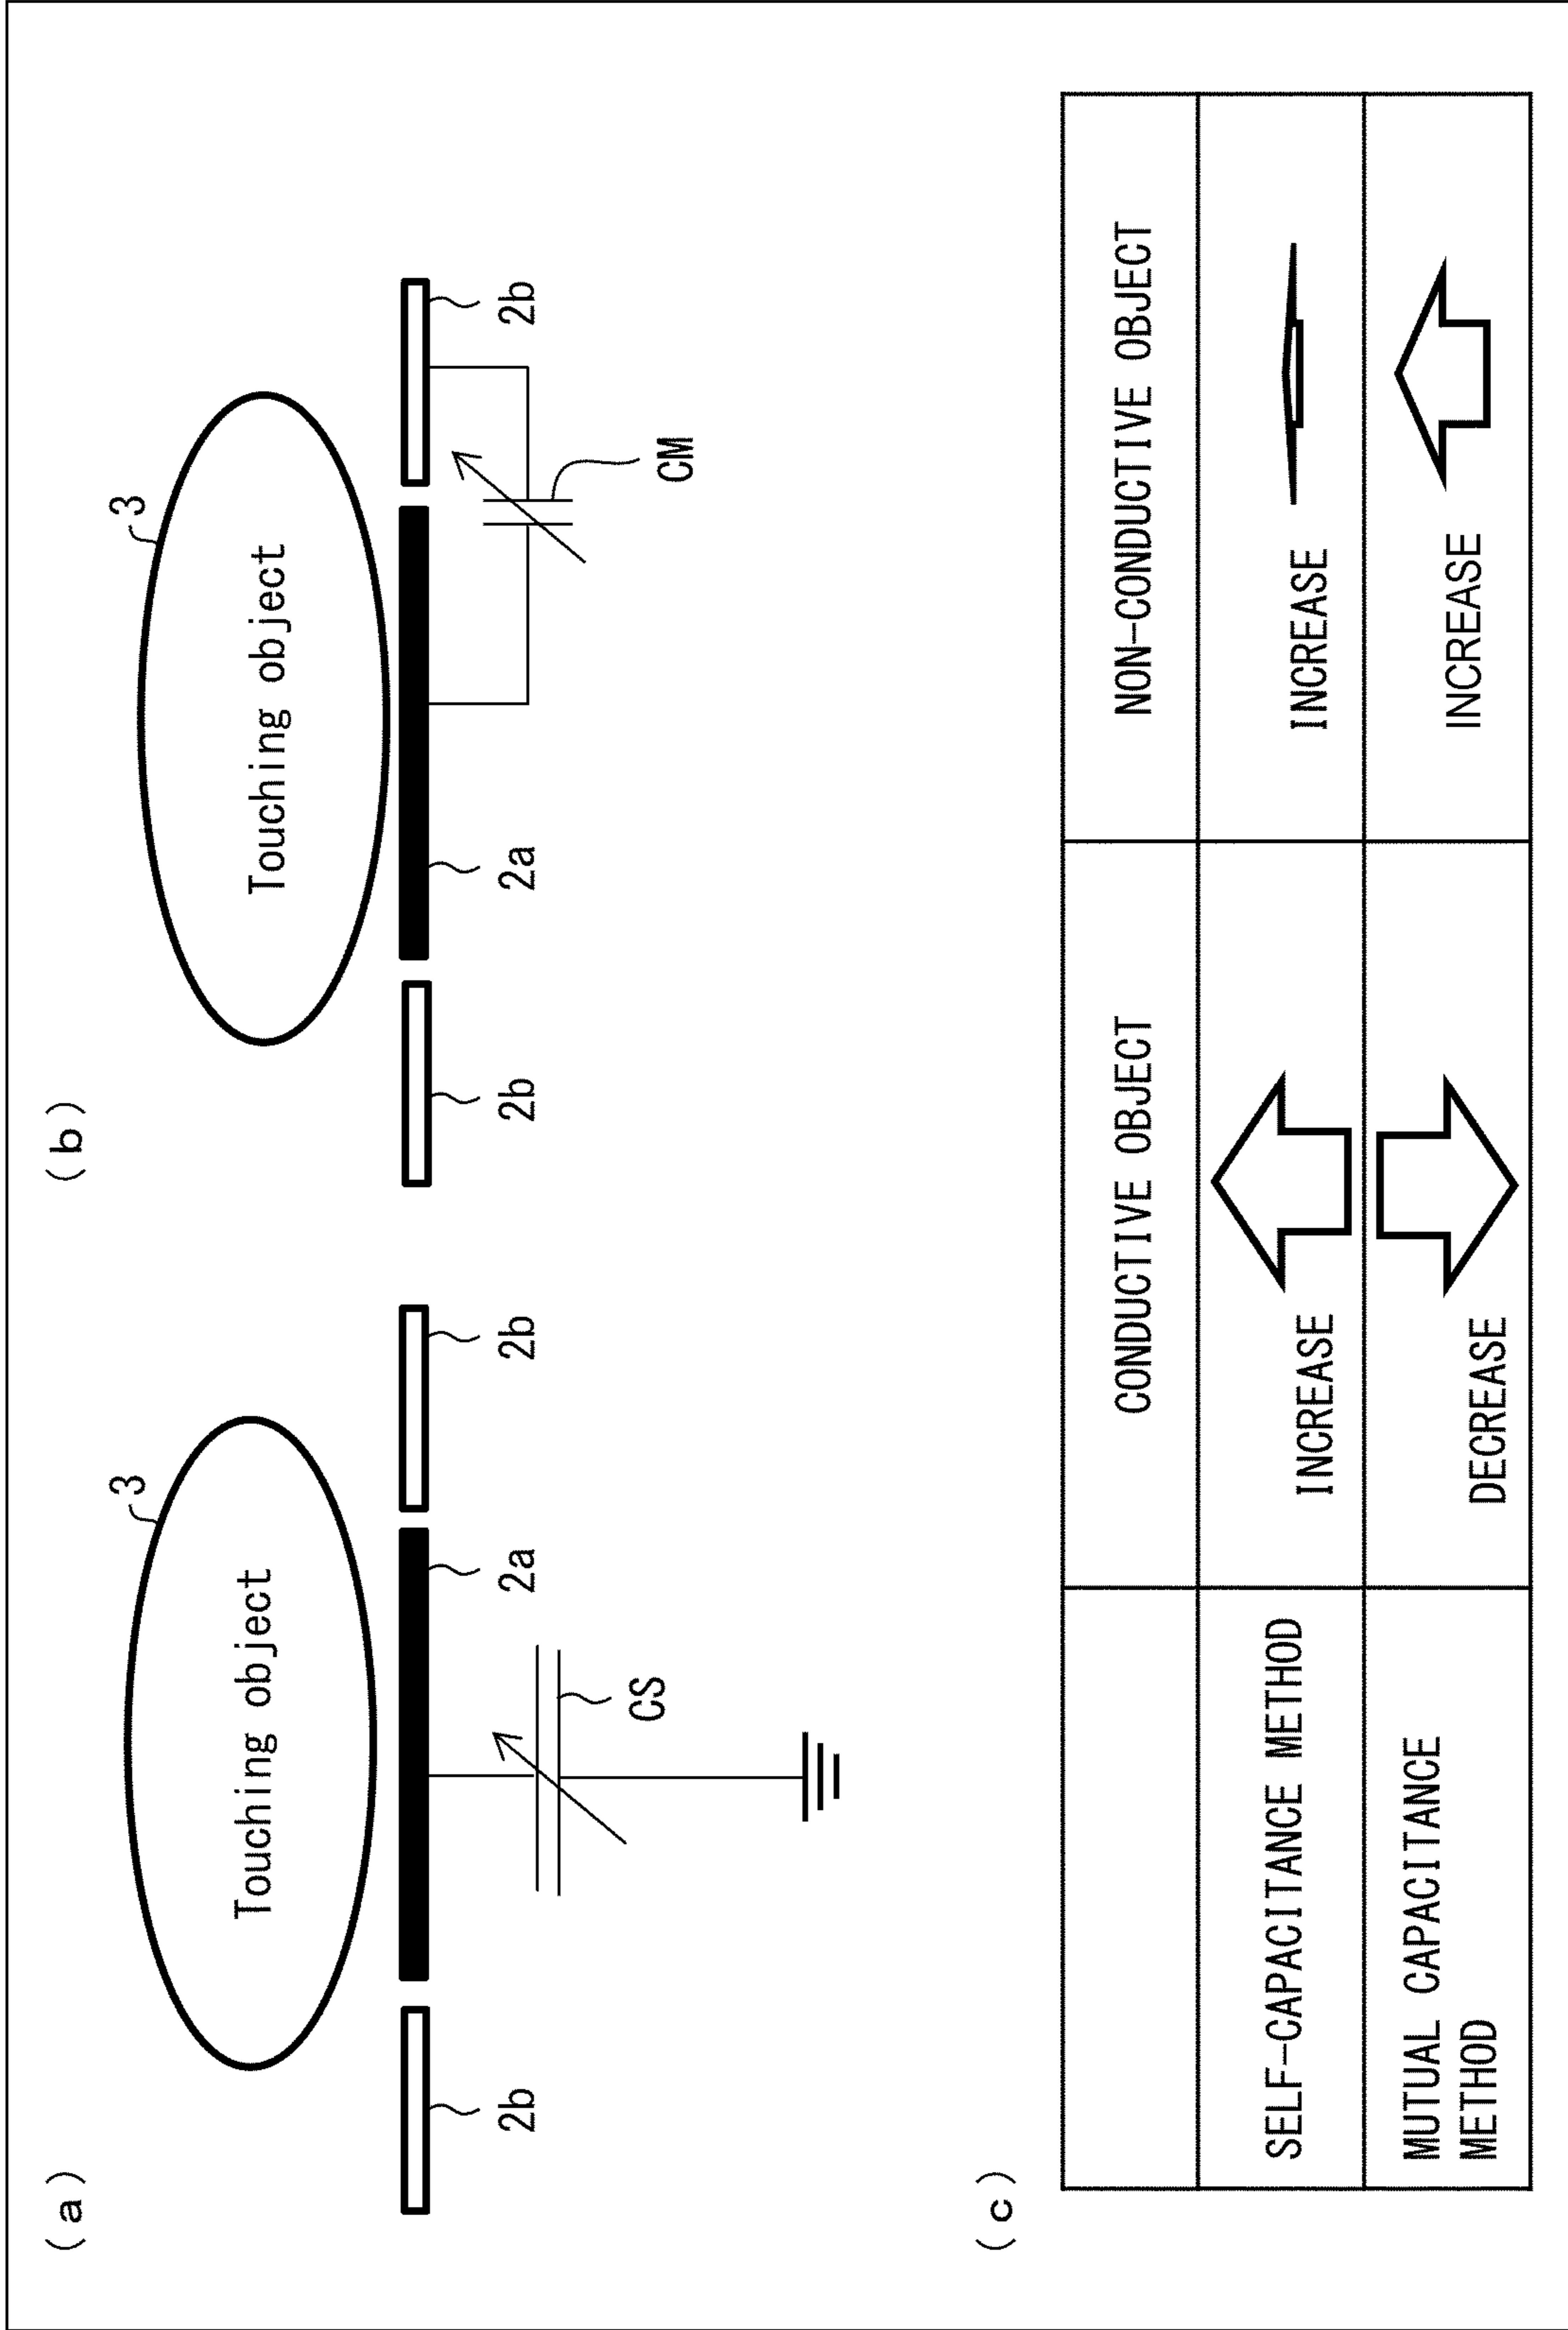 (a)
3
Touching object
2b
2a
2b
CS
(b)
3
Touching object
2b
2a
2b
CM
(c)
CONDUCTIVE OBJECT
NON-CONDUCTIVE OBJECT
SELF-CAPACITANCE METHOD
INCREASE
INCREASE
MUTUAL CAPACITANCE
METHOD
DECREASE
INCREASE